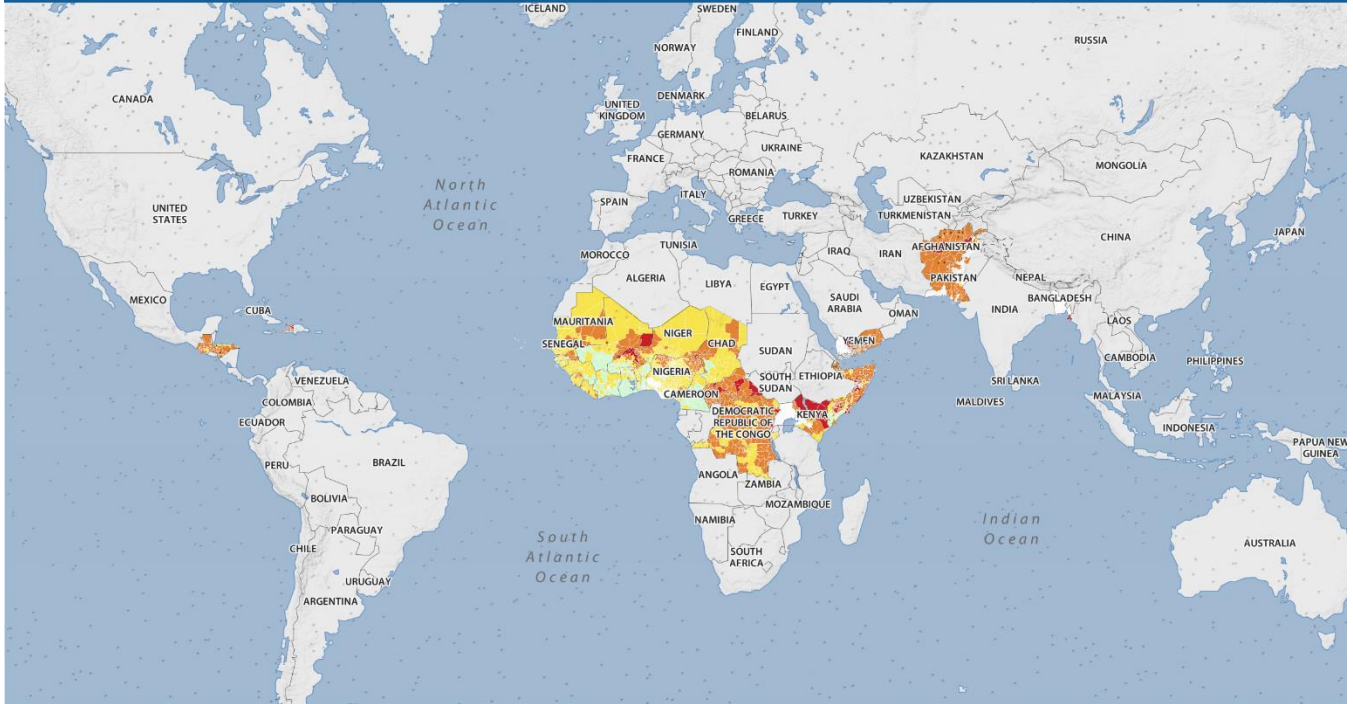 ICELAND
SWEDEN
FINLAND
RUSSIA
NORWAY
CANADA
DENMARK
UNITED
KINGDOM
BELARUS
GERMANY
UKRAINE
FRANCE
KAZAKHSTAN
MONGOLIA
ROMANIA
North
Atlantic
Ocean
ITALY
SPAIN
UZBEKISTAN
UNITED
STATES
GREECE
TURKEY
TURKMENISTAN
JAPAN
CHINA
TUNISIA
AFGHANISTAN
MOROCCO
IRAQ
IRAN
ALGERIA
LIBYA
EGYPT
PAKISTAN
NEPAL
MEXICO
SAUDI
ARABIA
BANGLADESH
INDIA
CUBA
OMAN
MAURITANIA
NIGER
LAOS
SENEGAL
CHAD
YEMEN
SUDAN
CAMBODIA
PHILIPPINES
NIGERIA
SOUTH
SUDAN
ETHIOPIA
VENEZUELA
SRI LANKA
CAMEROON
MALAYSIA
COLOMBIA
MALDIVES
DEMOCRATIC
REPUBLIC OF
THE CONGO
KENYA
ECUADOR
INDONESIA
PAPUA NEW
GUINEA
PERU
BRAZIL
ANGOLA
ZAMBIA
BOLIVIA
MOZAMBIQUE
NAMIBIA
Indian
Ocean
PARAGUAY
South
Atlantic
Ocean
CHILE
AUSTRALIA
SOUTH
AFRICA
URUGUAY
ARGENTINA